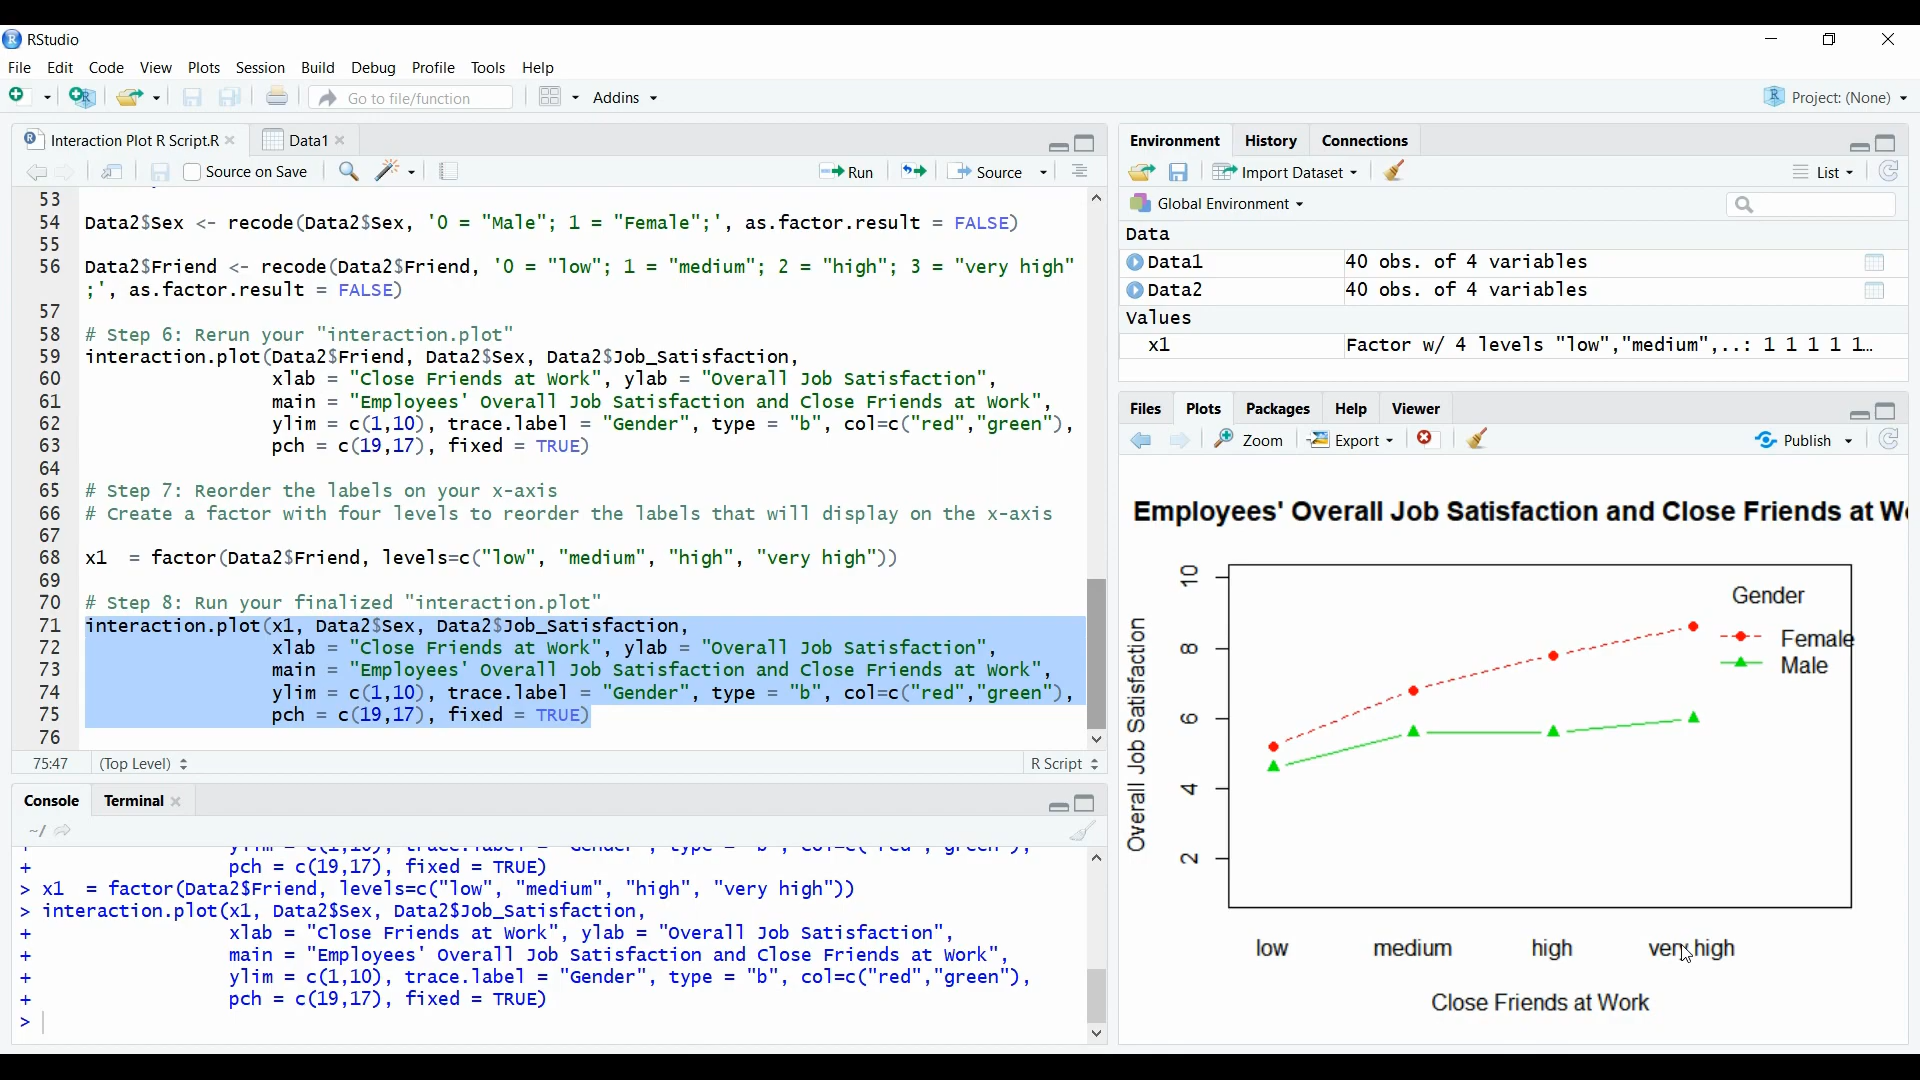 RStudio
File Edit Code View Plots Session Build Debug Profile Tools Help
Go to file/function Addins Project: (None)
Interaction Plot R Script.R Data1
Source on Save Run Source
53
54 Data2$Sex <- recode(Data2$Sex, '0 = "Male"; 1 = "Female";', as.factor.result = FALSE)
55
56 Data2$Friend <- recode(Data2$Friend, '0 = "low"; 1 = "medium"; 2 = "high"; 3 = "very high"
;', as.factor.result = FALSE)
57
58 # Step 6: Rerun your "interaction.plot"
59 interaction.plot(Data2$Friend, Data2$Sex, Data2$Job_Satisfaction,
60 xlab = "Close Friends at Work", ylab = "Overall Job Satisfaction",
61 main = "Employees' Overall Job Satisfaction and Close Friends at Work",
62 ylim = c(1,10), trace.label = "Gender", type = "b", col=c("red","green"),
63 pch = c(19,17), fixed = TRUE)
64
65 # Step 7: Reorder the labels on your x-axis
66 # Create a factor with four levels to reorder the labels that will display on the x-axis
67
68 x1 = factor(Data2$Friend, levels=c("low", "medium", "high", "very high"))
69
70 # Step 8: Run your finalized "interaction.plot"
71 interaction.plot(x1, Data2$Sex, Data2$Job_Satisfaction,
72 xlab = "Close Friends at Work", ylab = "Overall Job Satisfaction",
73 main = "Employees' Overall Job Satisfaction and Close Friends at Work",
74 ylim = c(1,10), trace.label = "Gender", type = "b", col=c("red","green"),
75 pch = c(19,17), fixed = TRUE)
76
75:47 (Top Level) R Script
Console Terminal
~/
+ pch = c(19,17), fixed = TRUE)
> x1 = factor(Data2$Friend, levels=c("low", "medium", "high", "very high"))
> interaction.plot(x1, Data2$Sex, Data2$Job_Satisfaction,
+ xlab = "Close Friends at Work", ylab = "Overall Job Satisfaction",
+ main = "Employees' Overall Job Satisfaction and Close Friends at Work",
+ ylim = c(1,10), trace.label = "Gender", type = "b", col=c("red","green"),
+ pch = c(19,17), fixed = TRUE)
>
Environment History Connections
Import Dataset List
Global Environment
Data
Data1 40 obs. of 4 variables
Data2 40 obs. of 4 variables
Values
x1 Factor w/ 4 levels "low","medium",..: 1 1 1 1 1…
Files Plots Packages Help Viewer
Zoom Export Publish
Employees' Overall Job Satisfaction and Close Friends at
Overall Job Satisfaction
10
8
6
4
2
Gender
Female
Male
low medium high very high
Close Friends at Work